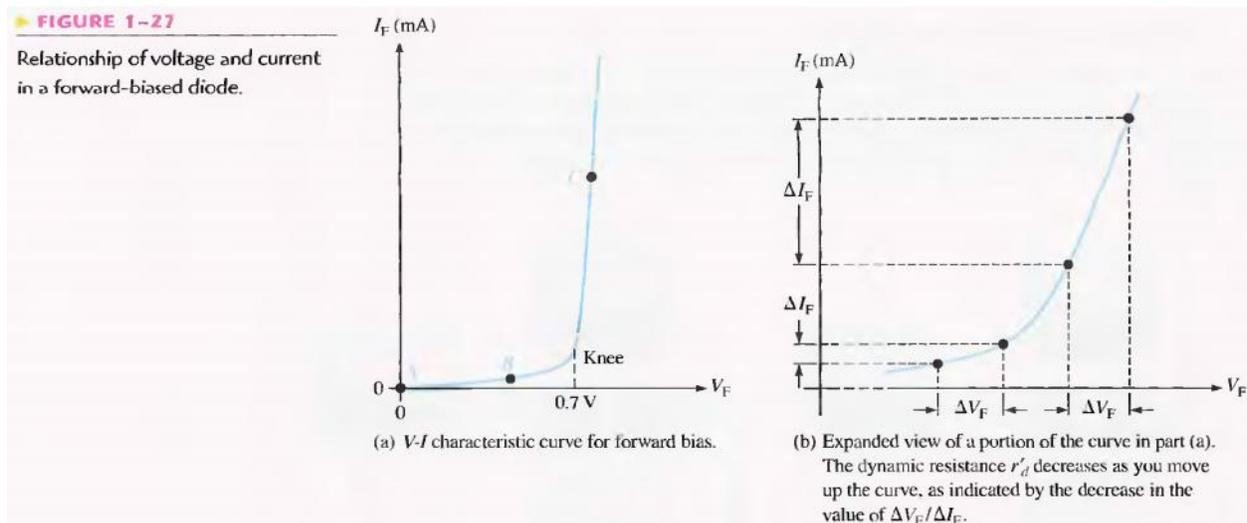 FIGURE 1-27
Relationship of voltage and current
in a forward-biased diode.
I_F (mA)
C
A
B
Knee
0
0
0.7 V
V_F
(a) V-I characteristic curve for forward bias.
I_F (mA)
ΔI_F
ΔI_F
V_F
ΔV_F
ΔV_F
(b) Expanded view of a portion of the curve in part (a).
The dynamic resistance r'_d decreases as you move
up the curve, as indicated by the decrease in the
value of ΔV_F/ΔI_F.